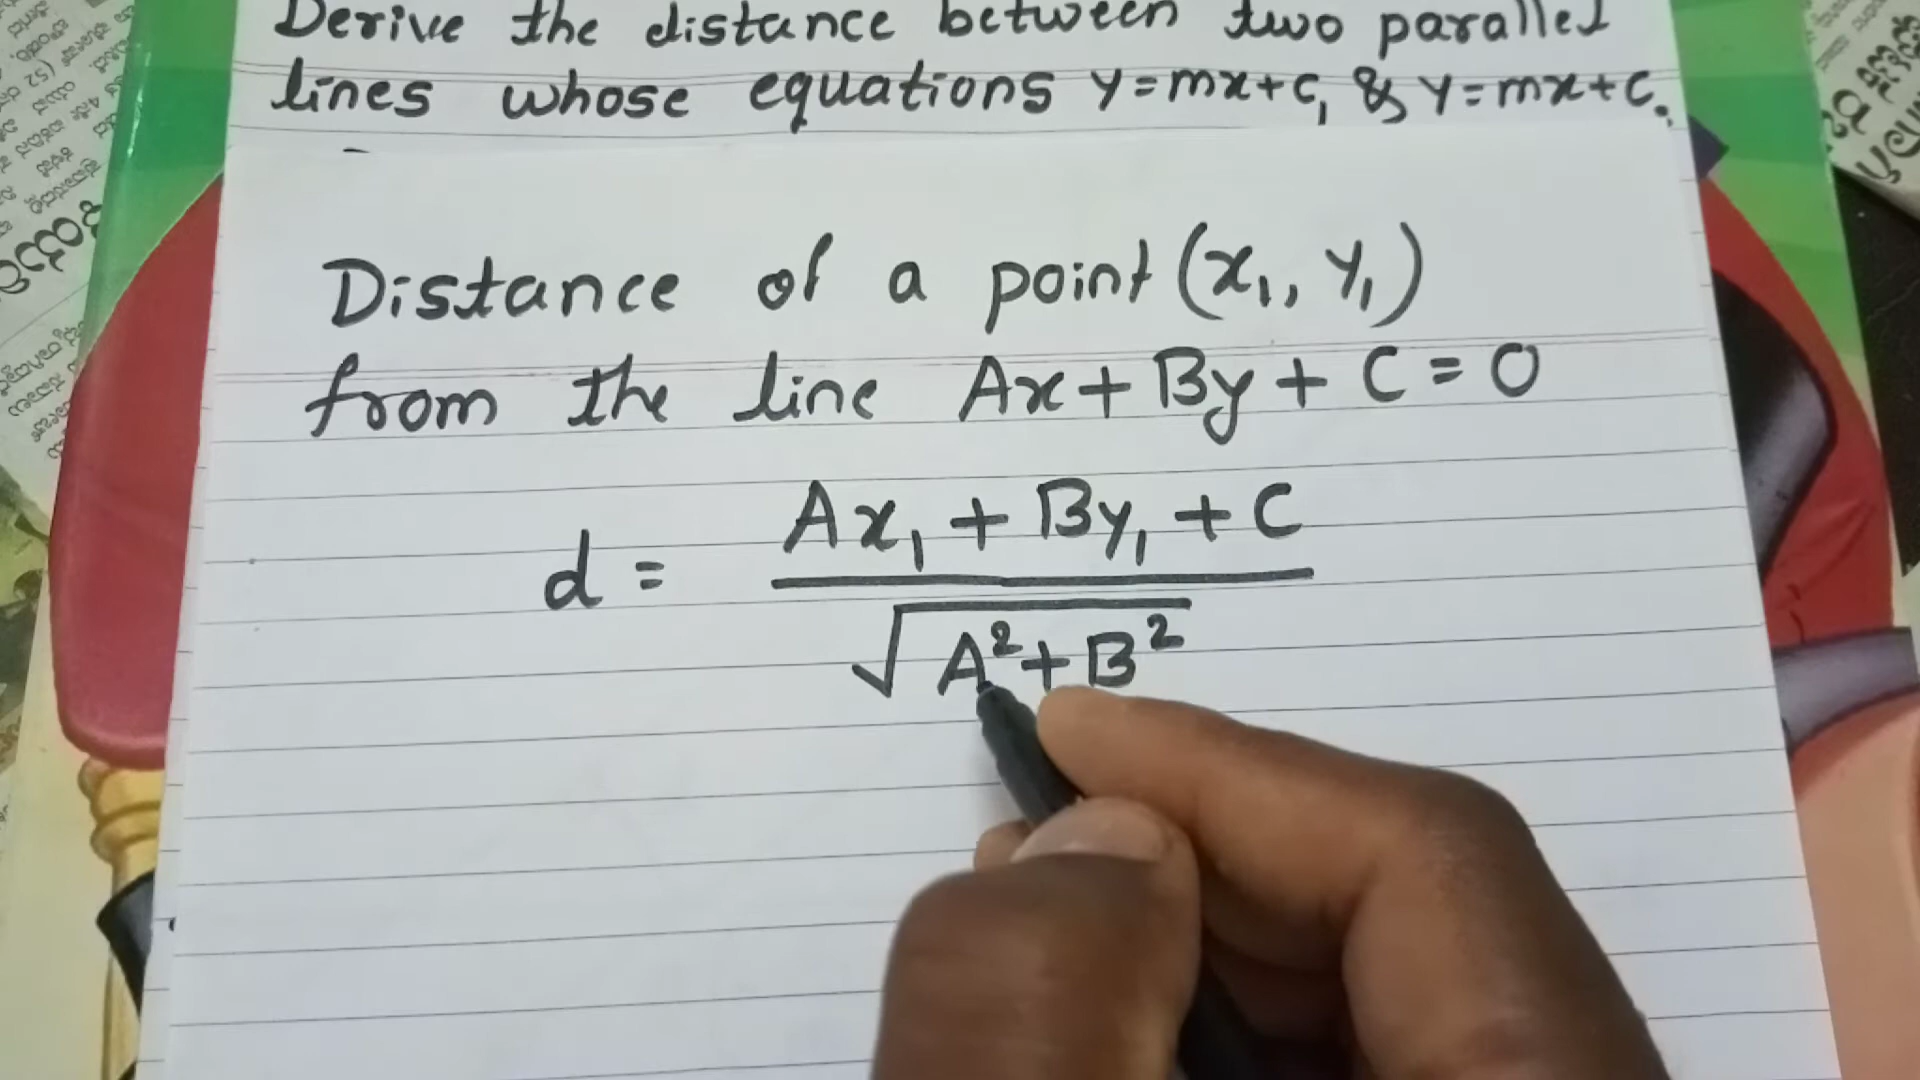 Derive the distance between two parallel
lines whose equations y=mx+c₁ & y=mx+c
Distance of a point (x₁, y₁)
from the line Ax+By+C=0
d = Ax₁ + By₁ + C
√A²+B²